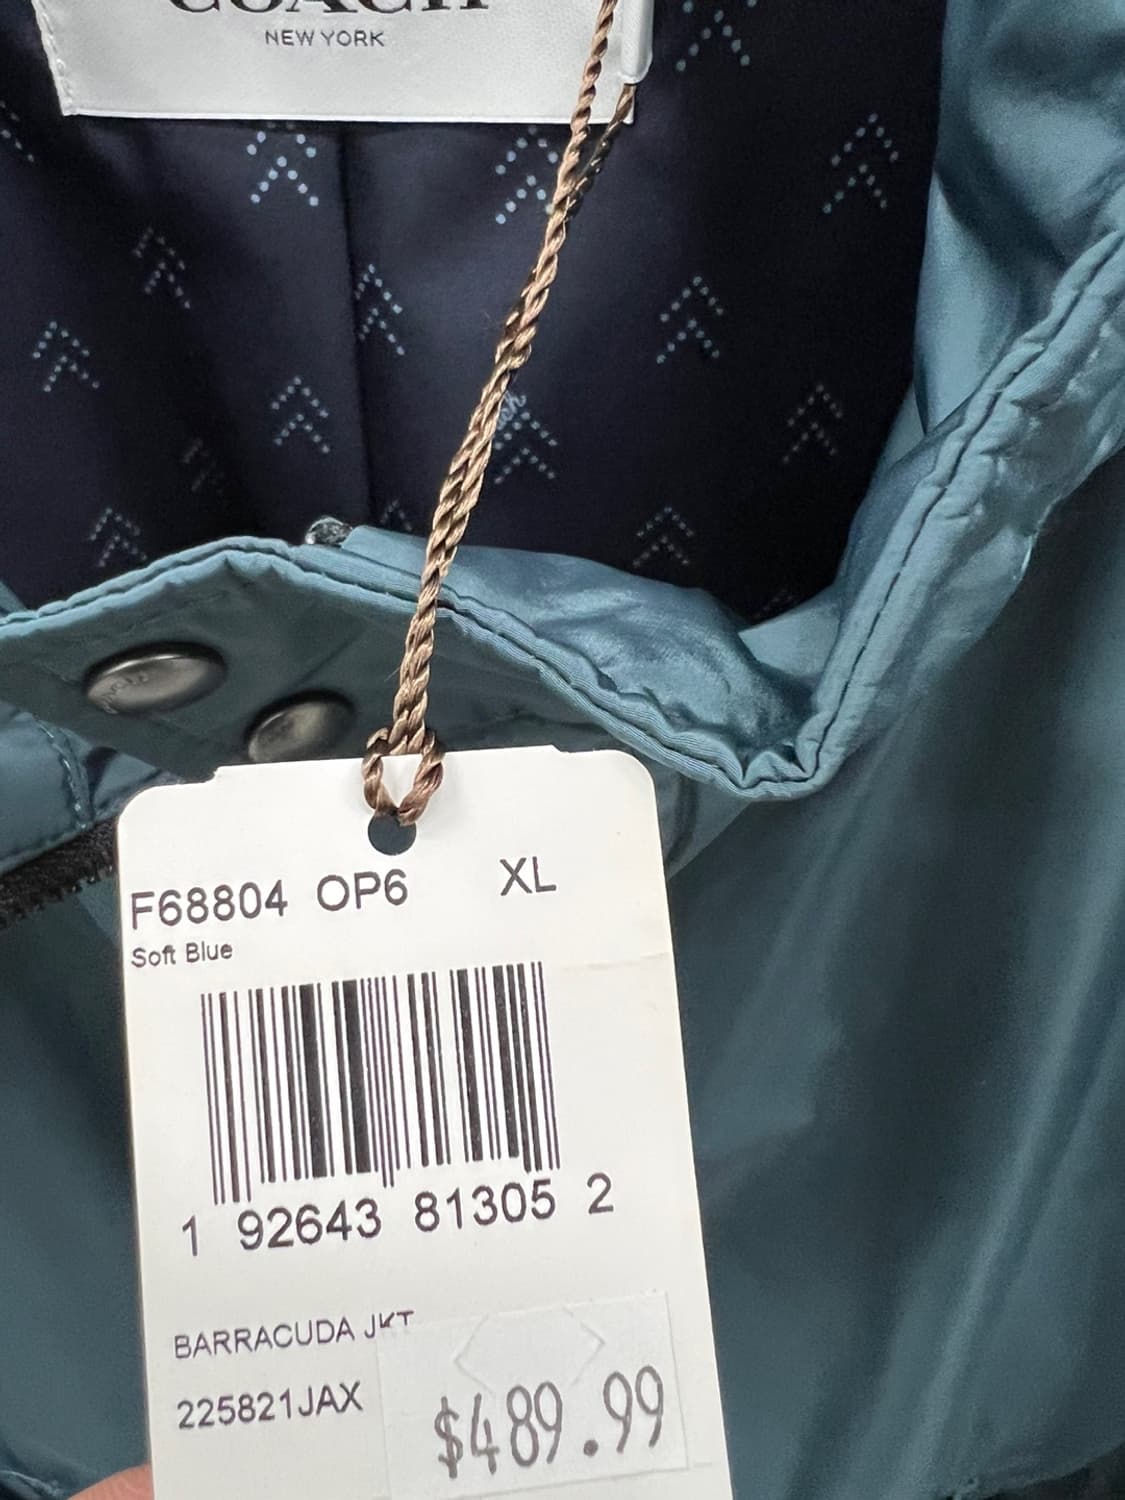 COACH
NEW YORK
F68804 OP6 XL
Soft Blue
1 92643 81305 2
BARRACUDA JKT
225821JAX
$489.99